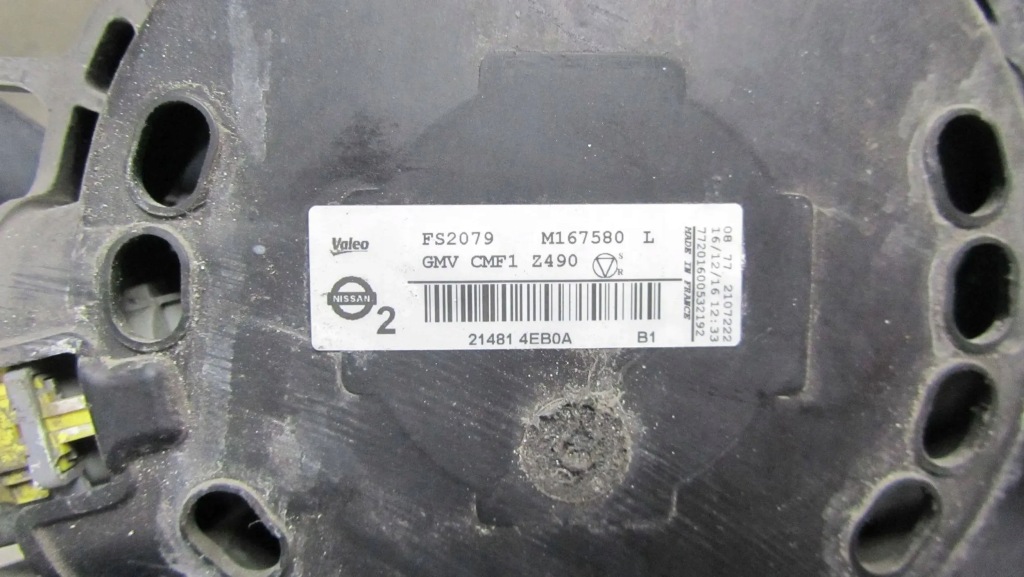 Valeo
FS2079 M167580 L
GMV CMF1 Z490
S
R
NISSAN
2
21481 4EB0A B1
08 77 2107222
16/12/16 12:33
7720160053219​2
MADE IN FRANCE